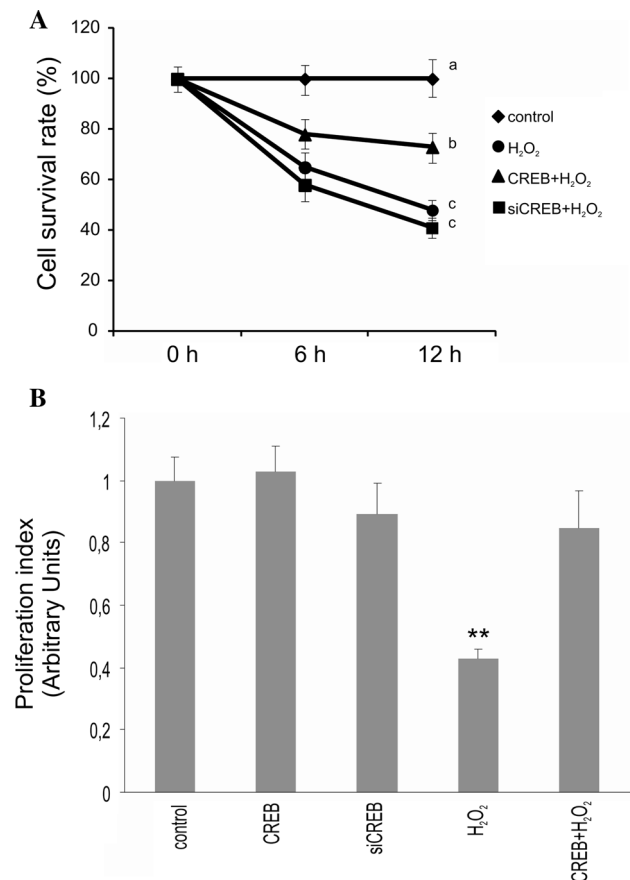 A
120
100
80
60
40
20
0
Cell survival rate (%)
a
b
c
c
control
H₂O₂
CREB+H₂O₂
siCREB+H₂O₂
0 h 6 h 12 h
B
1,2
1
0,8
0,6
0,4
0,2
0
Proliferation index
(Arbitrary Units)
**
control
CREB
siCREB
H₂O₂
CREB+H₂O₂